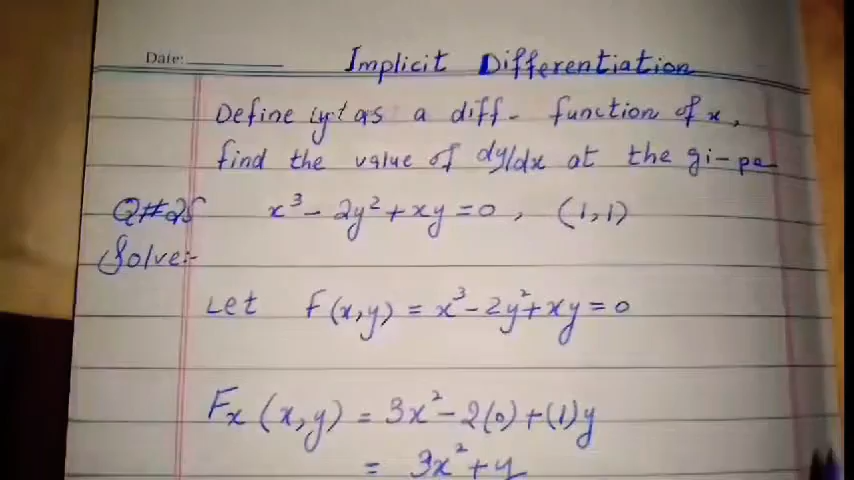 Date:
Implicit Differentiation
Define y as a diff- function of x,
find the value of dy/dx at the gi- po
Q#25 x³ - 2y² + xy = 0 , (1,1)
Solve:-
Let F(x,y) = x³ - 2y² + xy = 0
Fx (x,y) = 3x² - 2(0) + (1)y
= 3x² + y